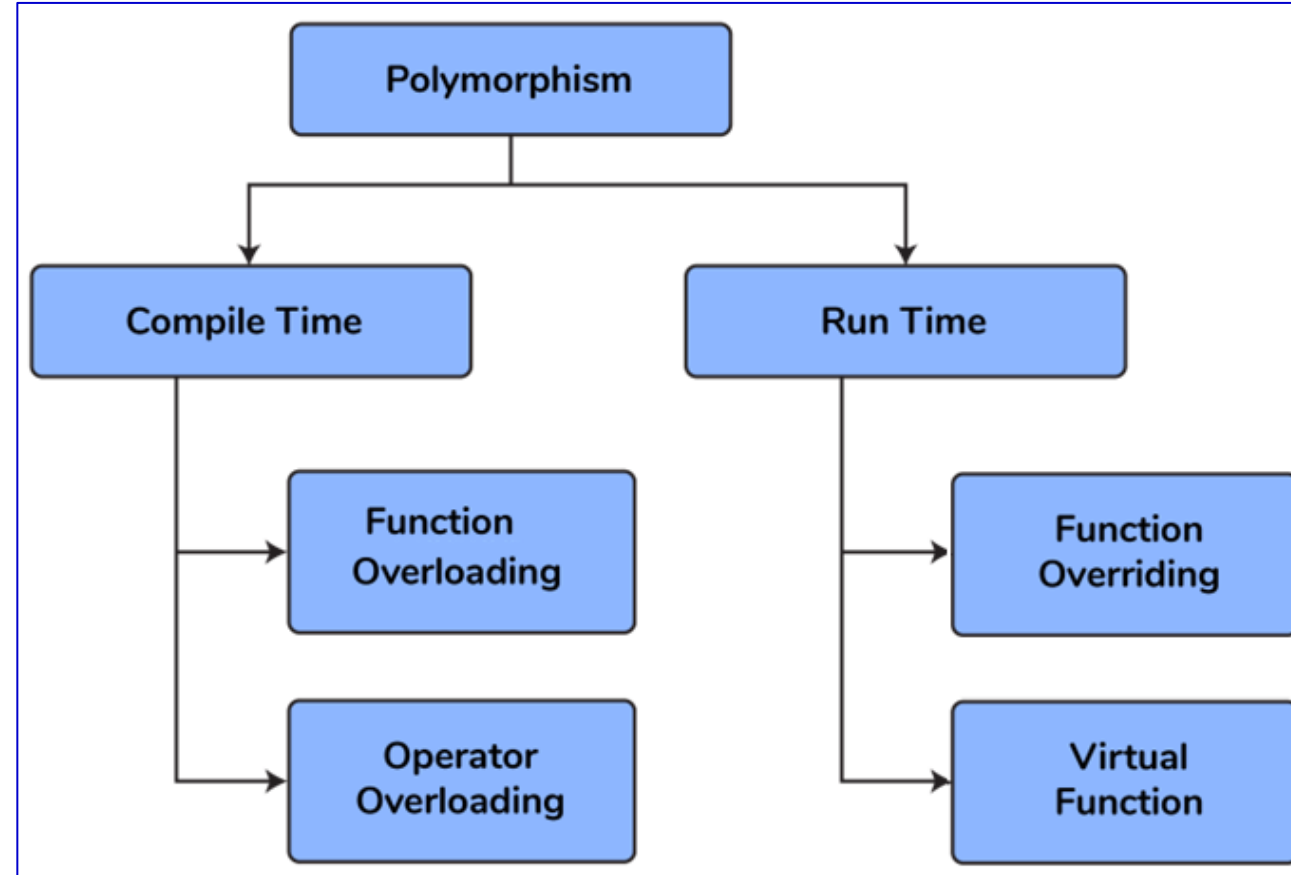 Polymorphism
Compile Time
Run Time
Function
Overloading
Function
Overriding
Operator
Overloading
Virtual
Function